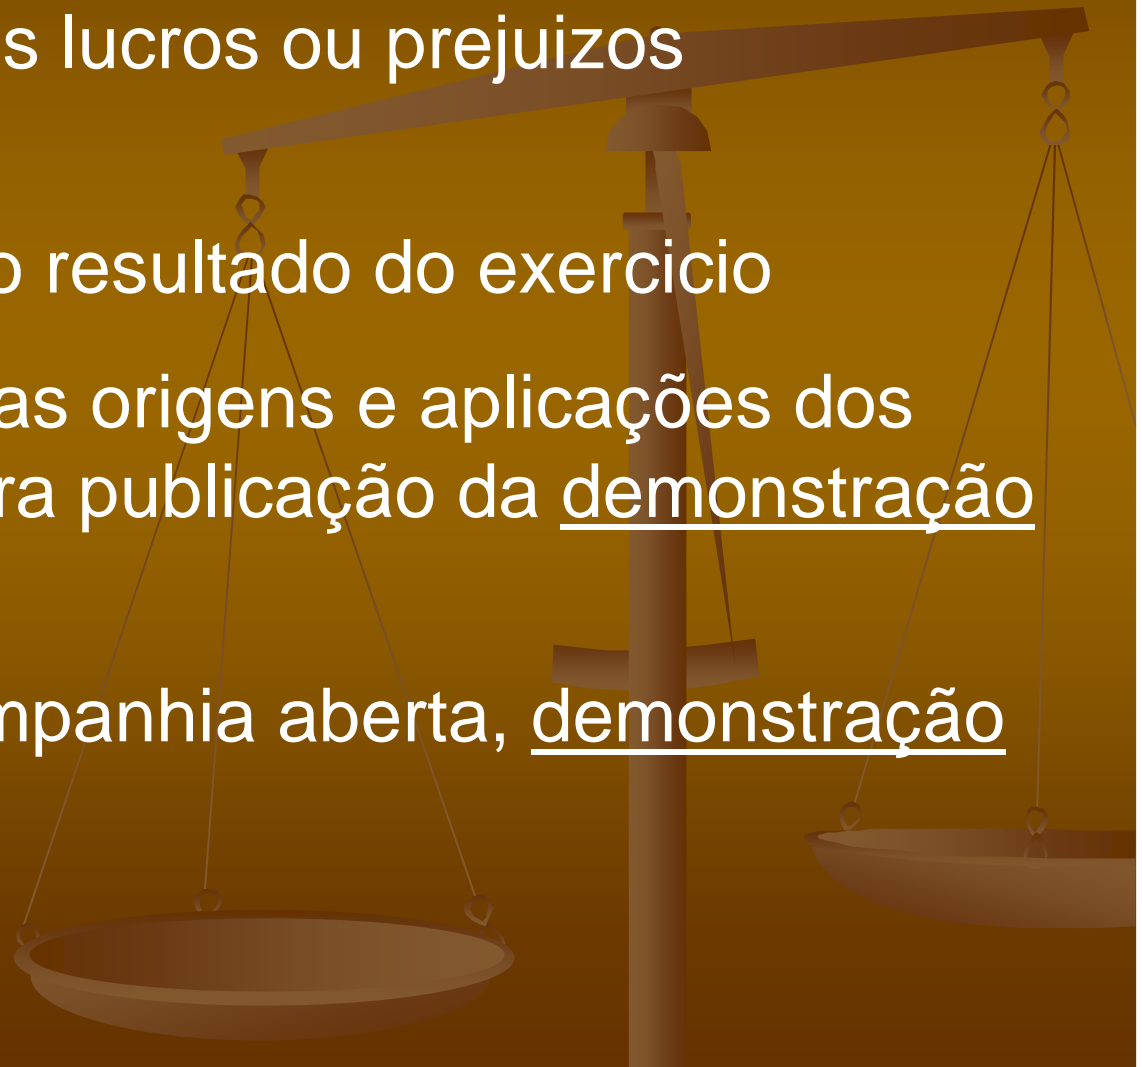 s lucros ou prejuizos
o resultado do exercicio
as origens e aplicações dos
ra publicação da demonstração
mpanhia aberta, demonstração